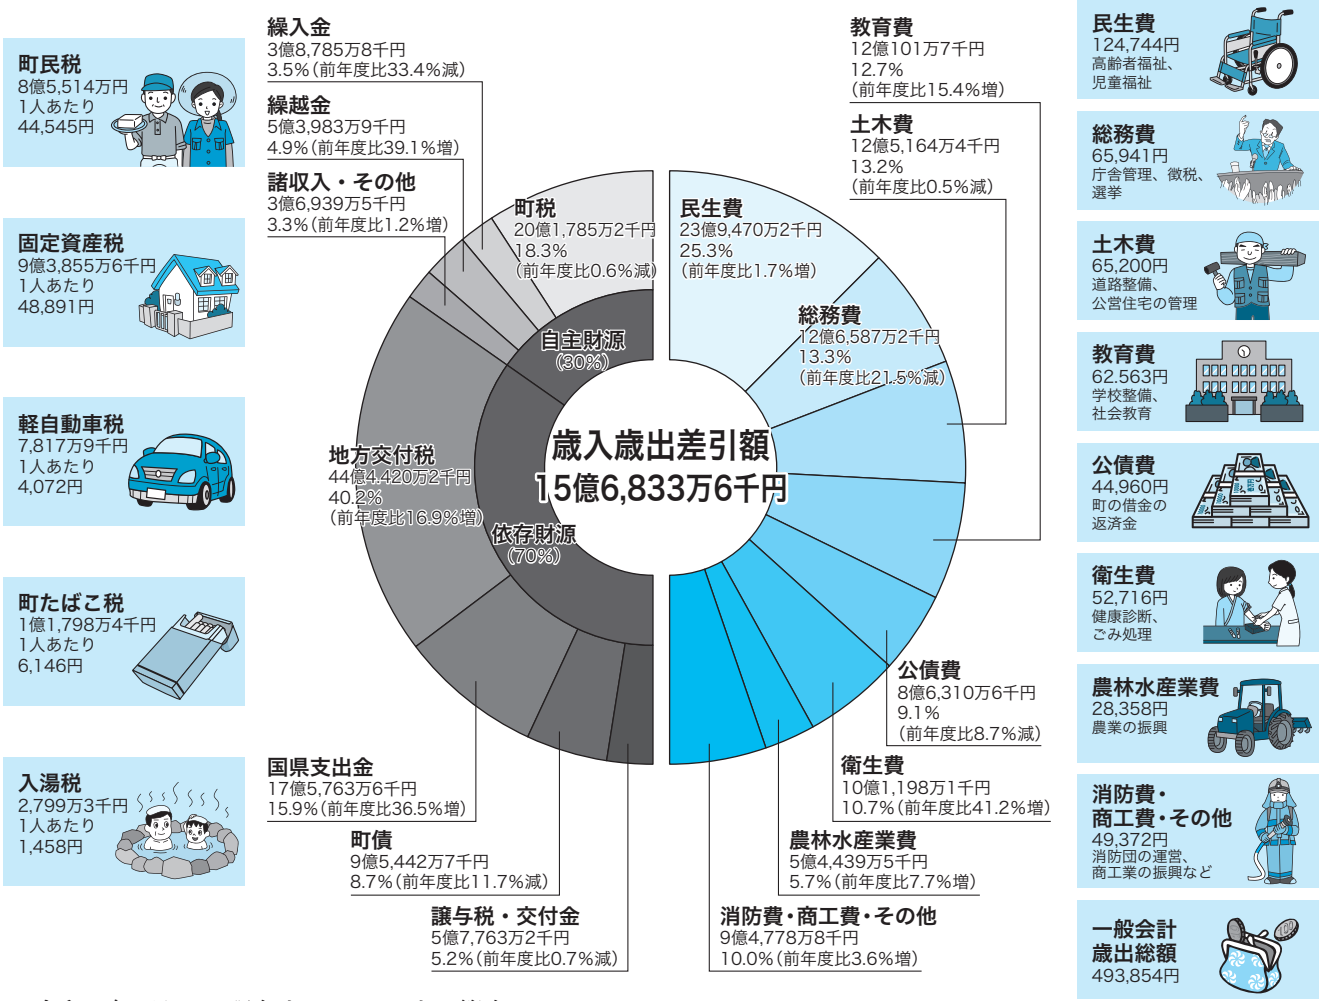 町民税
8億5,514万円
1人あたり
44,545円
固定資産税
9億3,855万6千円
1人あたり
48,891円
軽自動車税
7,817万9千円
1人あたり
4,072円
町たばこ税
1億1,798万4千円
1人あたり
6,146円
入湯税
2,799万3千円
1人あたり
1,458円
繰入金
3億8,785万8千円
3.5%(前年度比33.4%減)
繰越金
5億3,983万9千円
4.9%(前年度比39.1%増)
諸収入・その他
3億6,939万5千円
3.3%(前年度比1.2%増)
町税
20億1,785万2千円
18.3%
(前年度比0.6%減)
自主財源
(30%)
地方交付税
44億4.420万2千円
40.2%
(前年度比16.9%増)
依存財源
(70%)
国県支出金
17億5,763万6千円
15.9%(前年度比36.5%増)
町債
9億5,442万7千円
8.7%(前年度比11.7%減)
譲与税・交付金
5億7,763万2千円
5.2%(前年度比0.7%減)
歳入歳出差引額
15億6,833万6千円
教育費
12億101万7千円
12.7%
(前年度比15.4%増)
土木費
12億5,164万4千円
13.2%
(前年度比0.5%減)
民生費
23億9,470万2千円
25.3%
(前年度比1.7%増)
総務費
12億6,587万2千円
13.3%
(前年度比21.5%減)
公債費
8億6,310万6千円
9.1%
(前年度比8.7%減)
衛生費
10億1,198万1千円
10.7%(前年度比41.2%増)
農林水産業費
5億4,439万5千円
5.7%(前年度比7.7%増)
消防費・商工費・その他
9億4,778万8千円
10.0%(前年度比3.6%増)
民生費
124,744円
高齢者福祉、
児童福祉
総務費
65,941円
庁舎管理、徴税、
選挙
土木費
65,200円
道路整備、
公営住宅の管理
教育費
62.563円
学校整備、
社会教育
公債費
44,960円
町の借金の
返済金
衛生費
52,716円
健康診断、
ごみ処理
農林水産業費
28,358円
農業の振興
消防費・
商工費・その他
49,372円
消防団の運営、
商工業の振興など
一般会計
歳出総額
493,854円